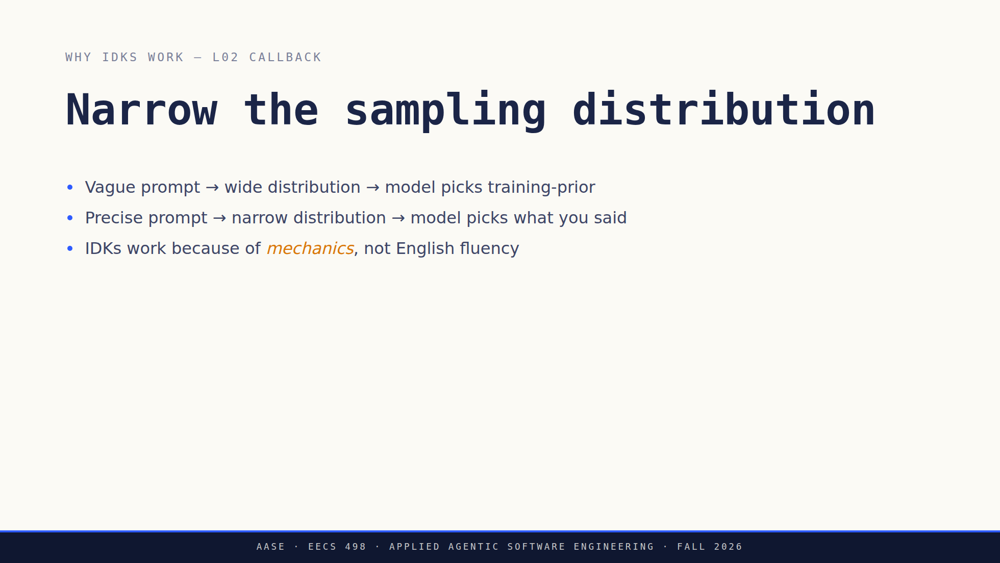 WHY IDKS WORK — L02 CALLBACK
Narrow the sampling distribution
• Vague prompt → wide distribution → model picks training-prior
• Precise prompt → narrow distribution → model picks what you said
• IDKs work because of mechanics, not English fluency
AASE · EECS 498 · APPLIED AGENTIC SOFTWARE ENGINEERING · FALL 2026